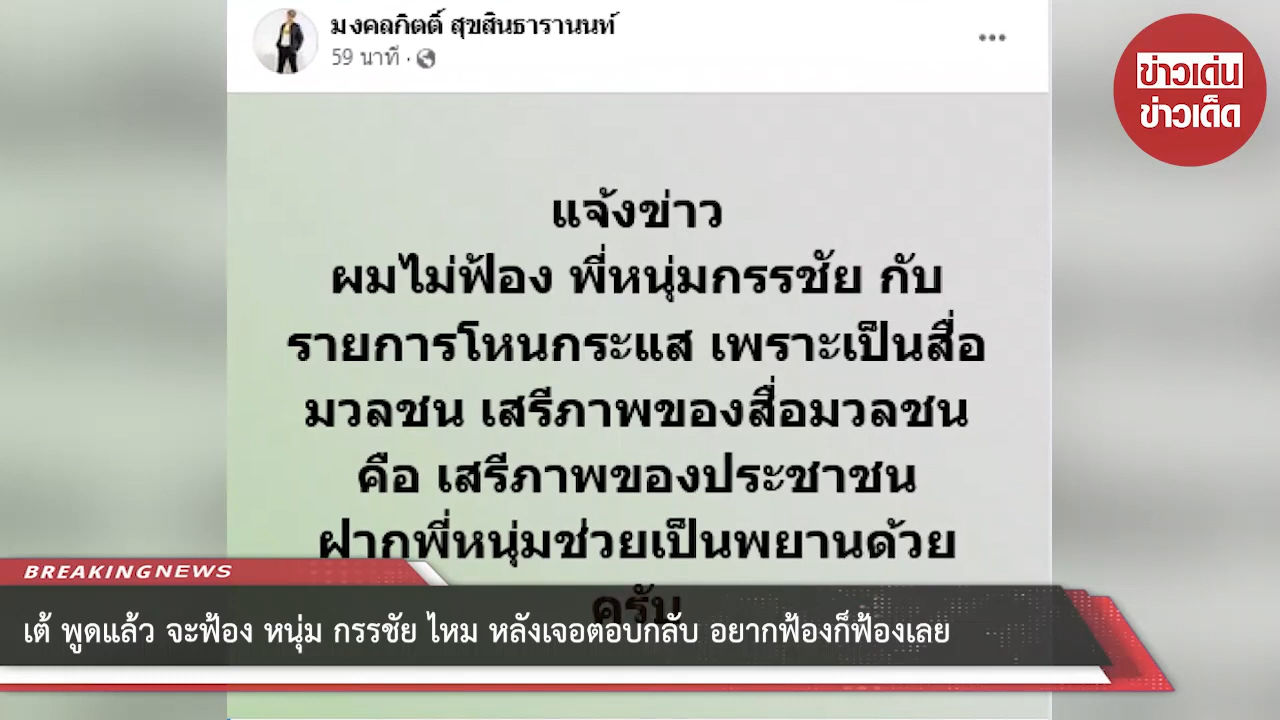 มงคลกิตติ์ สุขสินธารานนท์
59 นาที ·
ข่าวเด่น
ข่าวเด็ด
แจ้งข่าว
ผมไม่ฟ้อง พี่หนุ่มกรรชัย กับ
รายการโหนกระแส เพราะเป็นสื่อ
มวลชน เสรีภาพของสื่อมวลชน
คือ เสรีภาพของประชาชน
ฝากพี่หนุ่มช่วยเป็นพยานด้วย
ครับ
BREAKINGNEWS
เต้ พูดแล้ว จะฟ้อง หนุ่ม กรรชัย ไหม หลังเจอตอบกลับ อยากฟ้องก็ฟ้องเลย